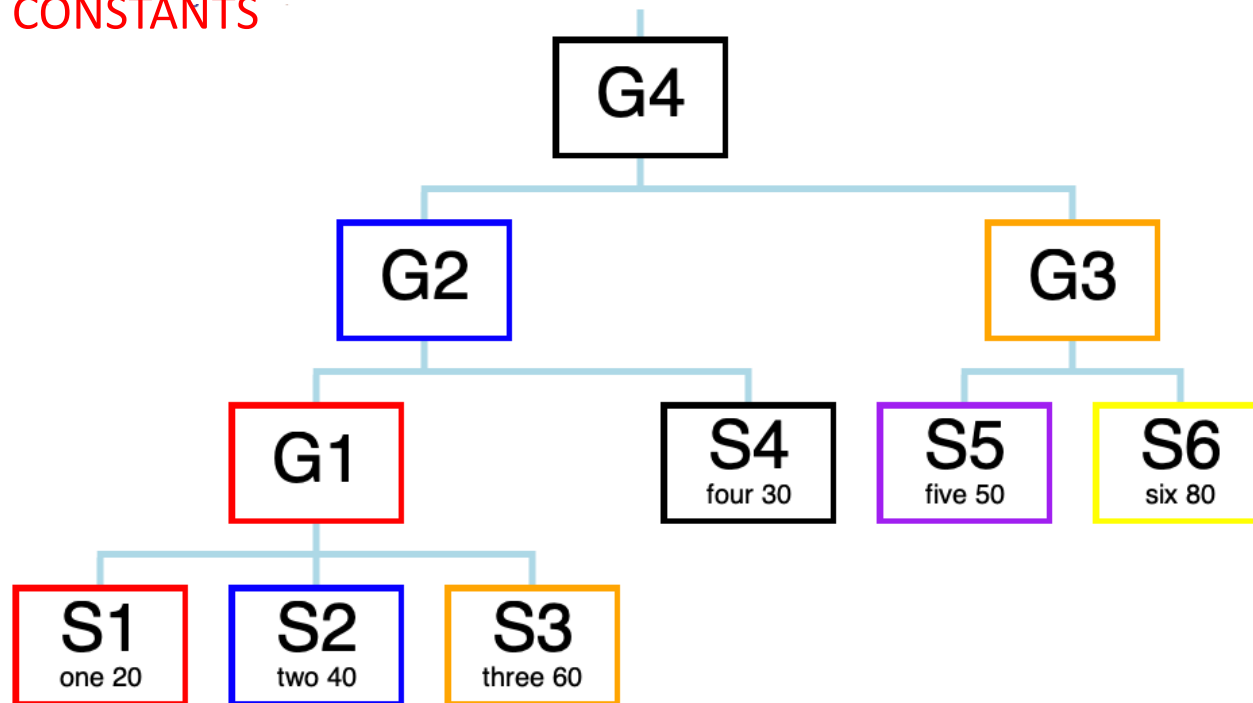 CONSTANTS
G4
G2
G3
G1
S4
four 30
S5
five 50
S6
six 80
S1
one 20
S2
two 40
S3
three 60